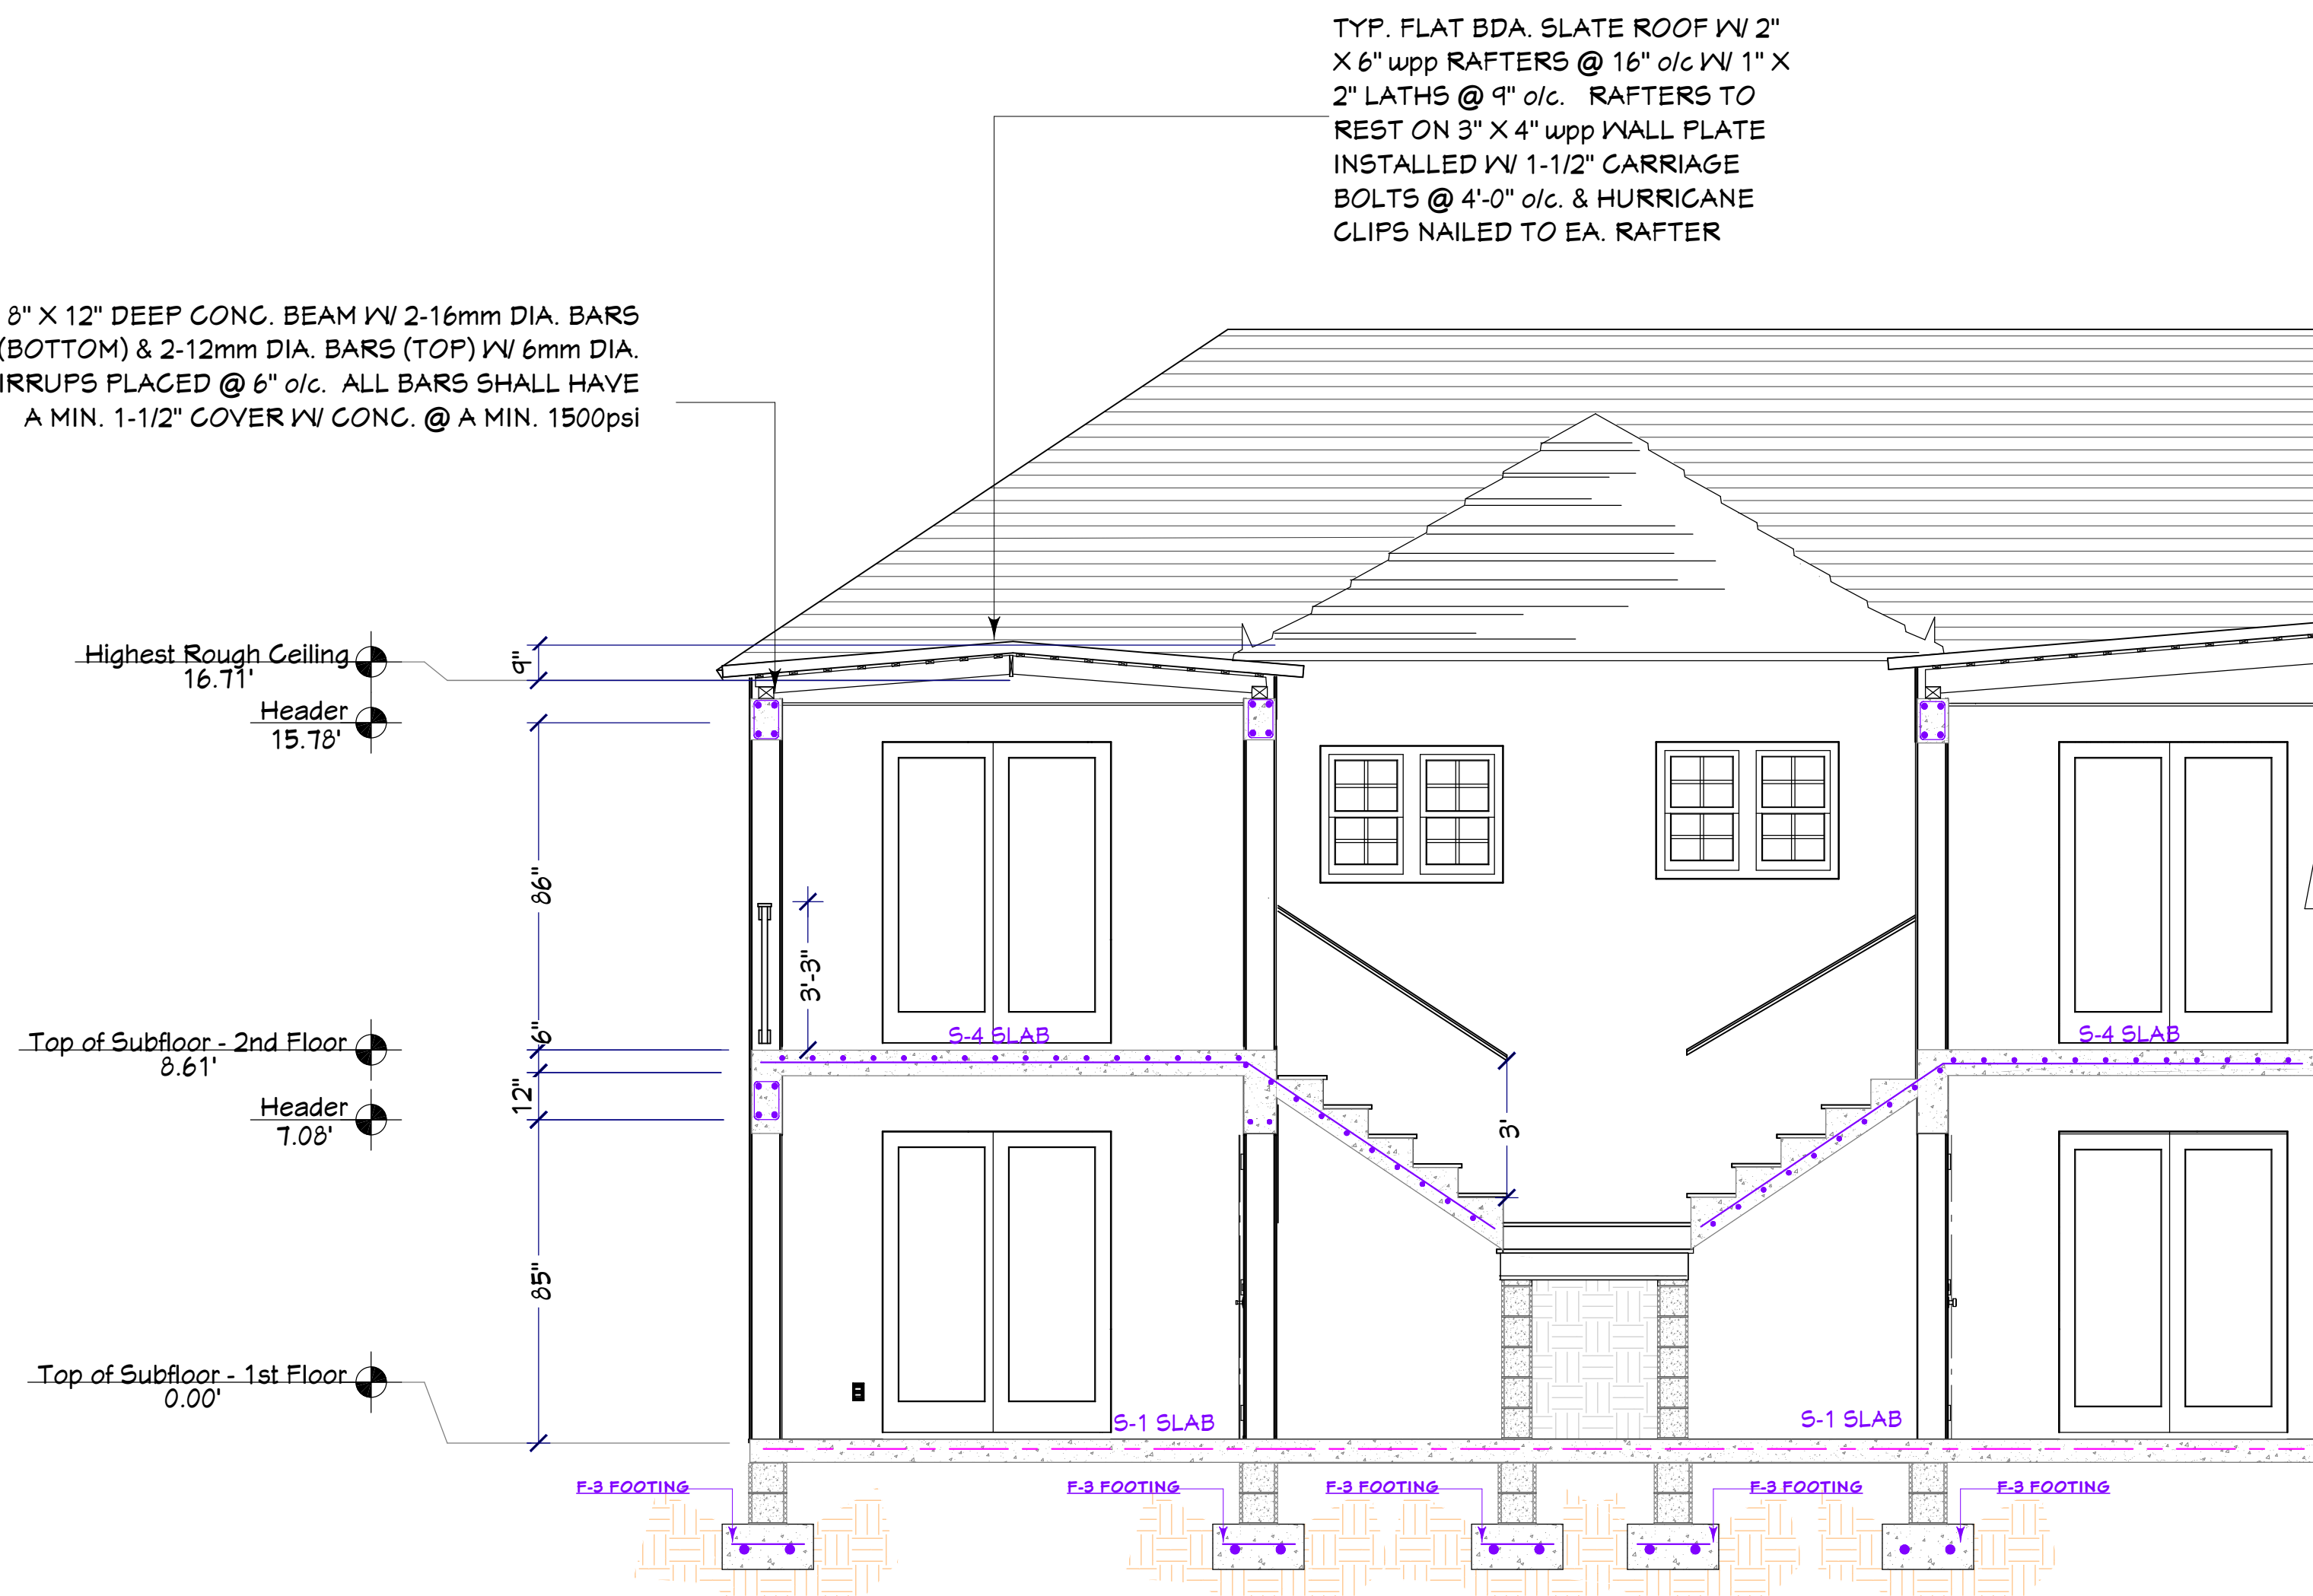 TYP. FLAT BDA. SLATE ROOF W/ 2"
X 6" wpp RAFTERS @ 16" o/c W/ 1" X
2" LATHS @ 9" o/c. RAFTERS TO
REST ON 3" X 4" wpp WALL PLATE
INSTALLED W/ 1-1/2" CARRIAGE
BOLTS @ 4'-0" o/c. & HURRICANE
CLIPS NAILED TO EA. RAFTER
8" X 12" DEEP CONC. BEAM W/ 2-16mm DIA. BARS
(BOTTOM) & 2-12mm DIA. BARS (TOP) W/ 6mm DIA.
IRRUPS PLACED @ 6" o/c. ALL BARS SHALL HAVE
A MIN. 1-1/2" COVER W/ CONC. @ A MIN. 1500psi
Highest Rough Ceiling
16.71'
9"
Header
15.78'
86"
3'-3"
6"
Top of Subfloor - 2nd Floor
8.61'
S-4 SLAB
S-4 SLAB
12"
Header
7.08'
3'
85"
Top of Subfloor - 1st Floor
0.00'
S-1 SLAB
S-1 SLAB
F-3 FOOTING
F-3 FOOTING
F-3 FOOTING
F-3 FOOTING
F-3 FOOTING